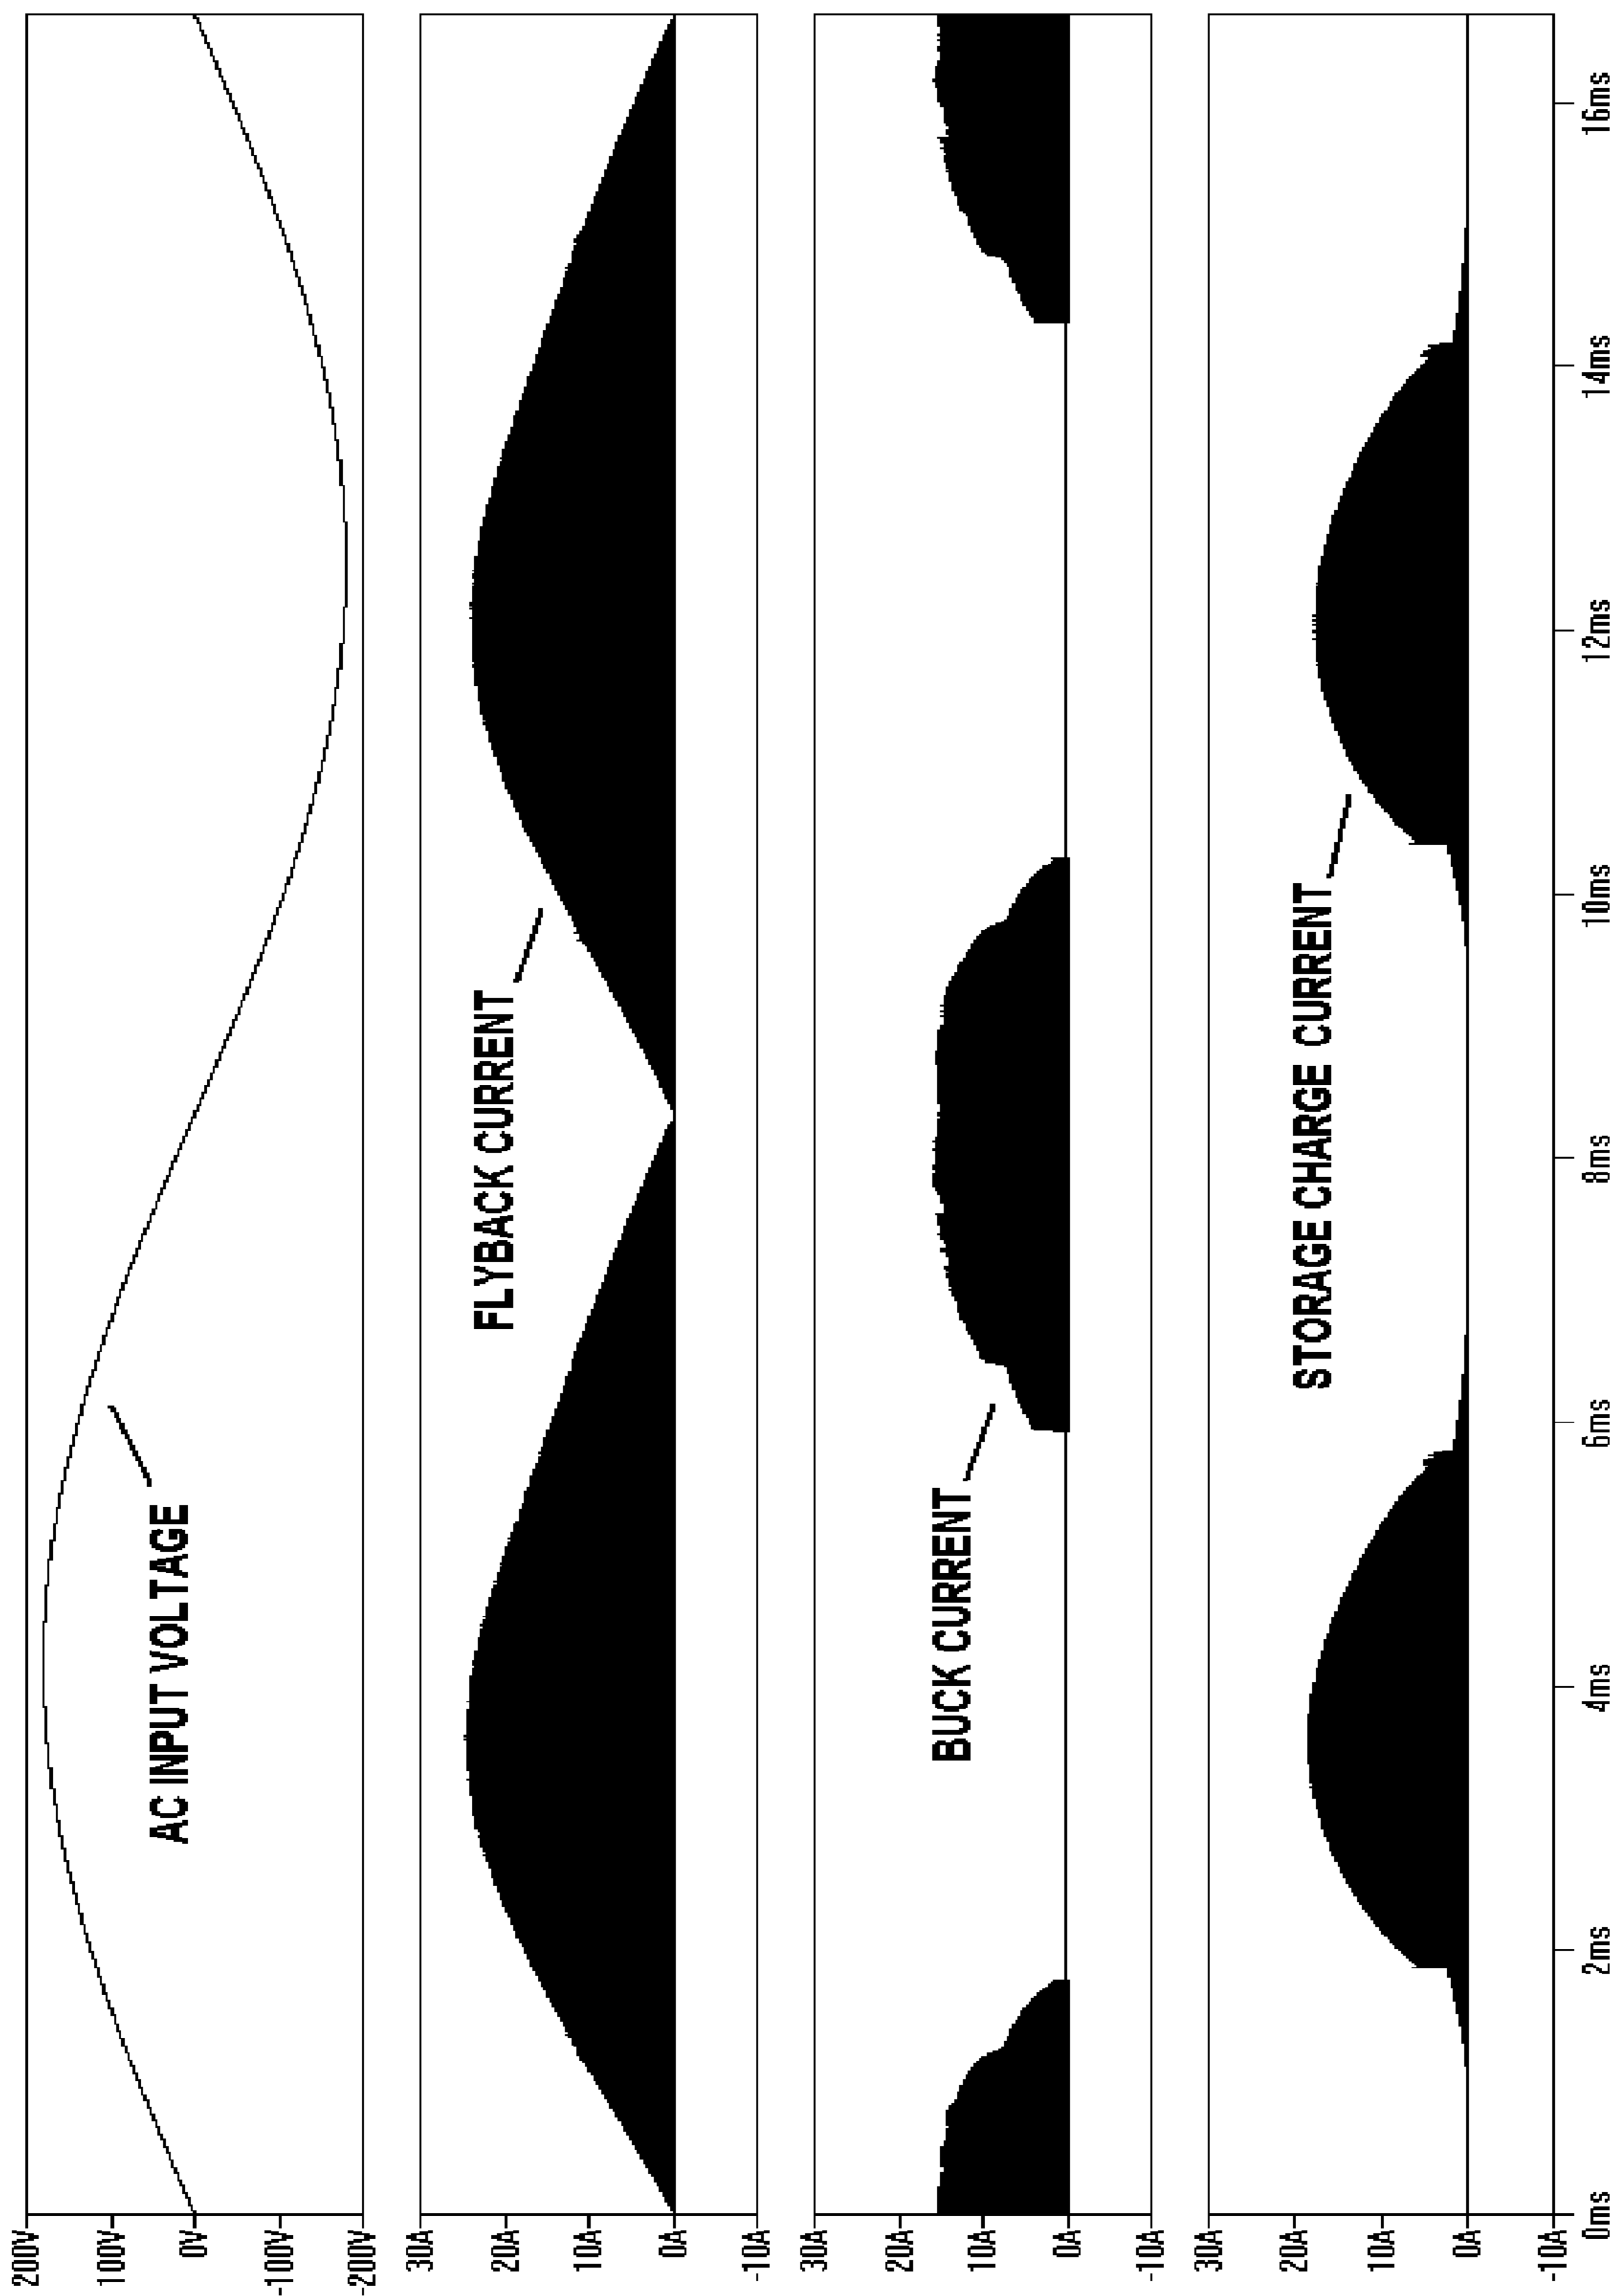 200V
100V
0V
-100V
-200V
AC INPUT VOLTAGE
30A
20A
10A
0A
-10A
FLYBACK CURRENT
30A
20A
10A
0A
-10A
BUCK CURRENT
30A
20A
10A
0A
-10A
STORAGE CHARGE CURRENT
0ms 2ms 4ms 6ms 8ms 10ms 12ms 14ms 16ms